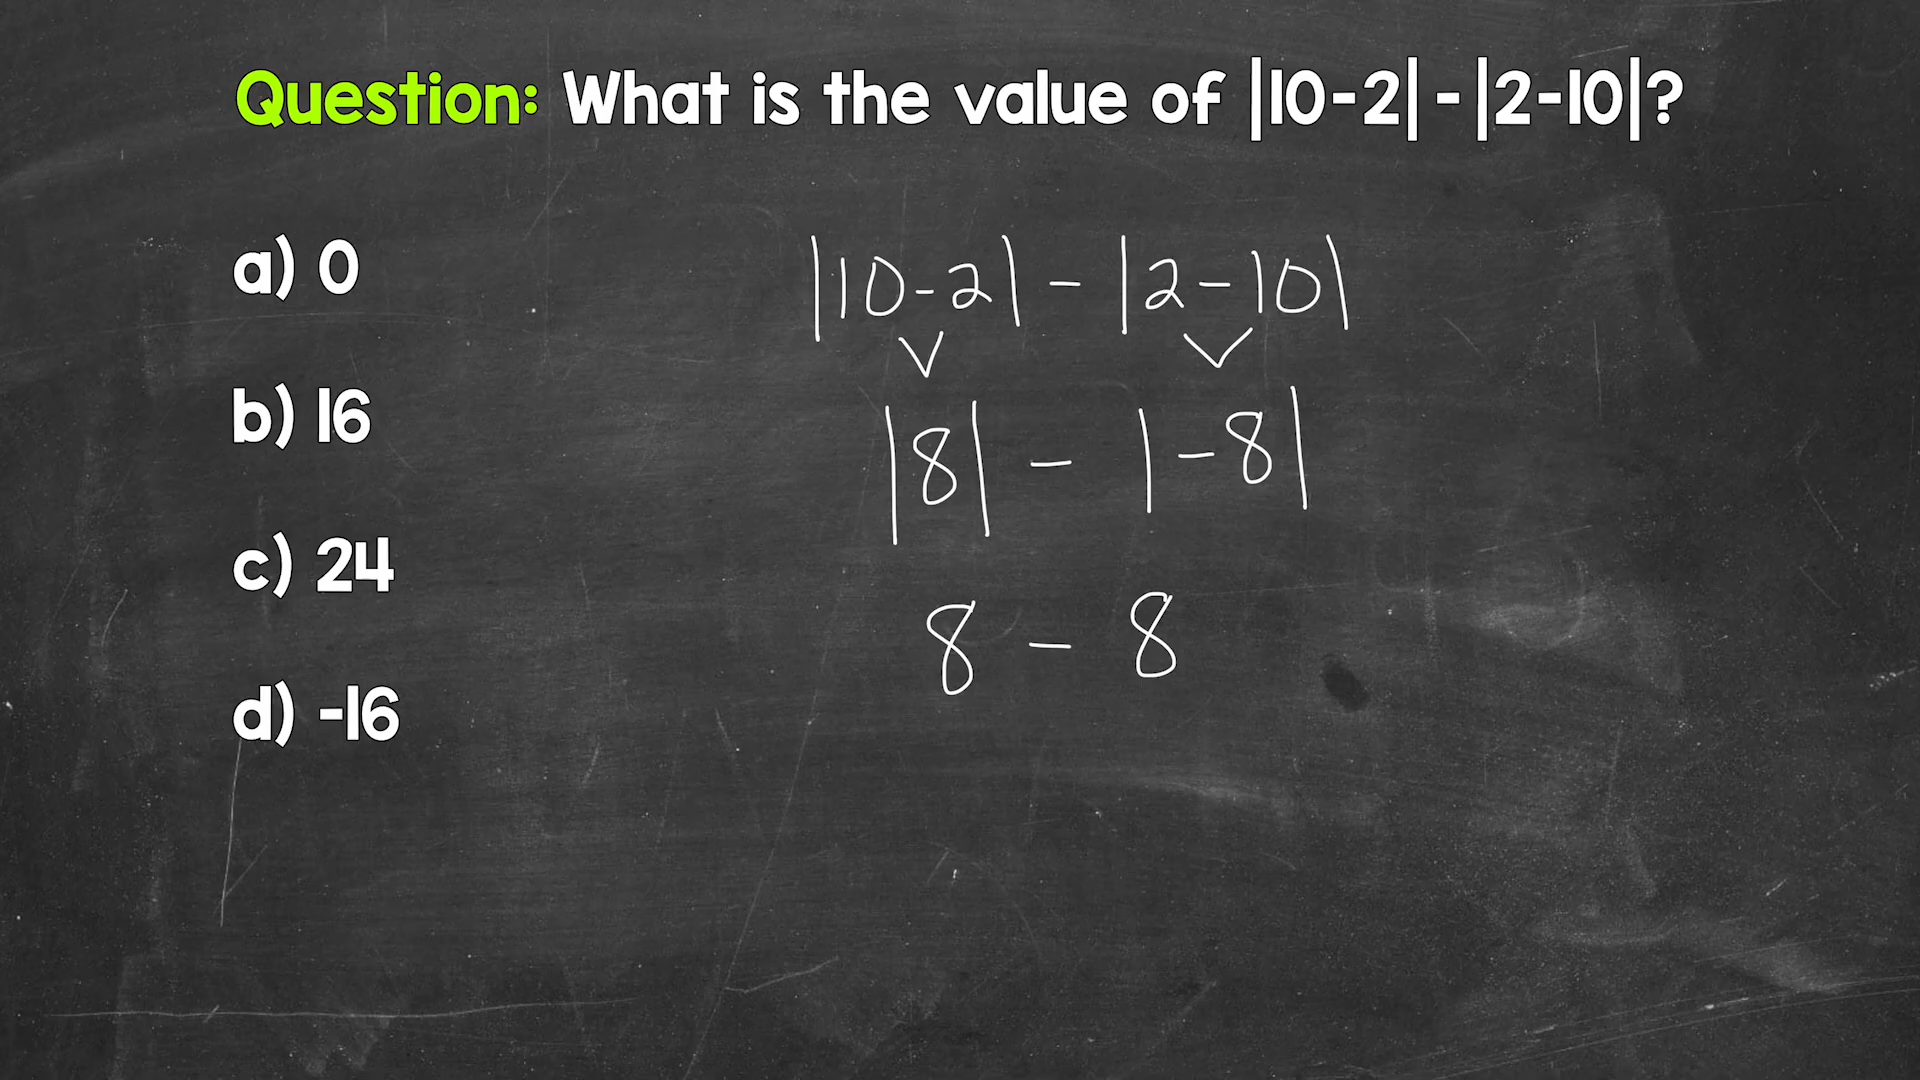 Question: What is the value of |10-2| - |2-10|?
a) 0
b) 16
c) 24
d) -16
|10-2| - |2-10|
|8| - |-8|
8 - 8